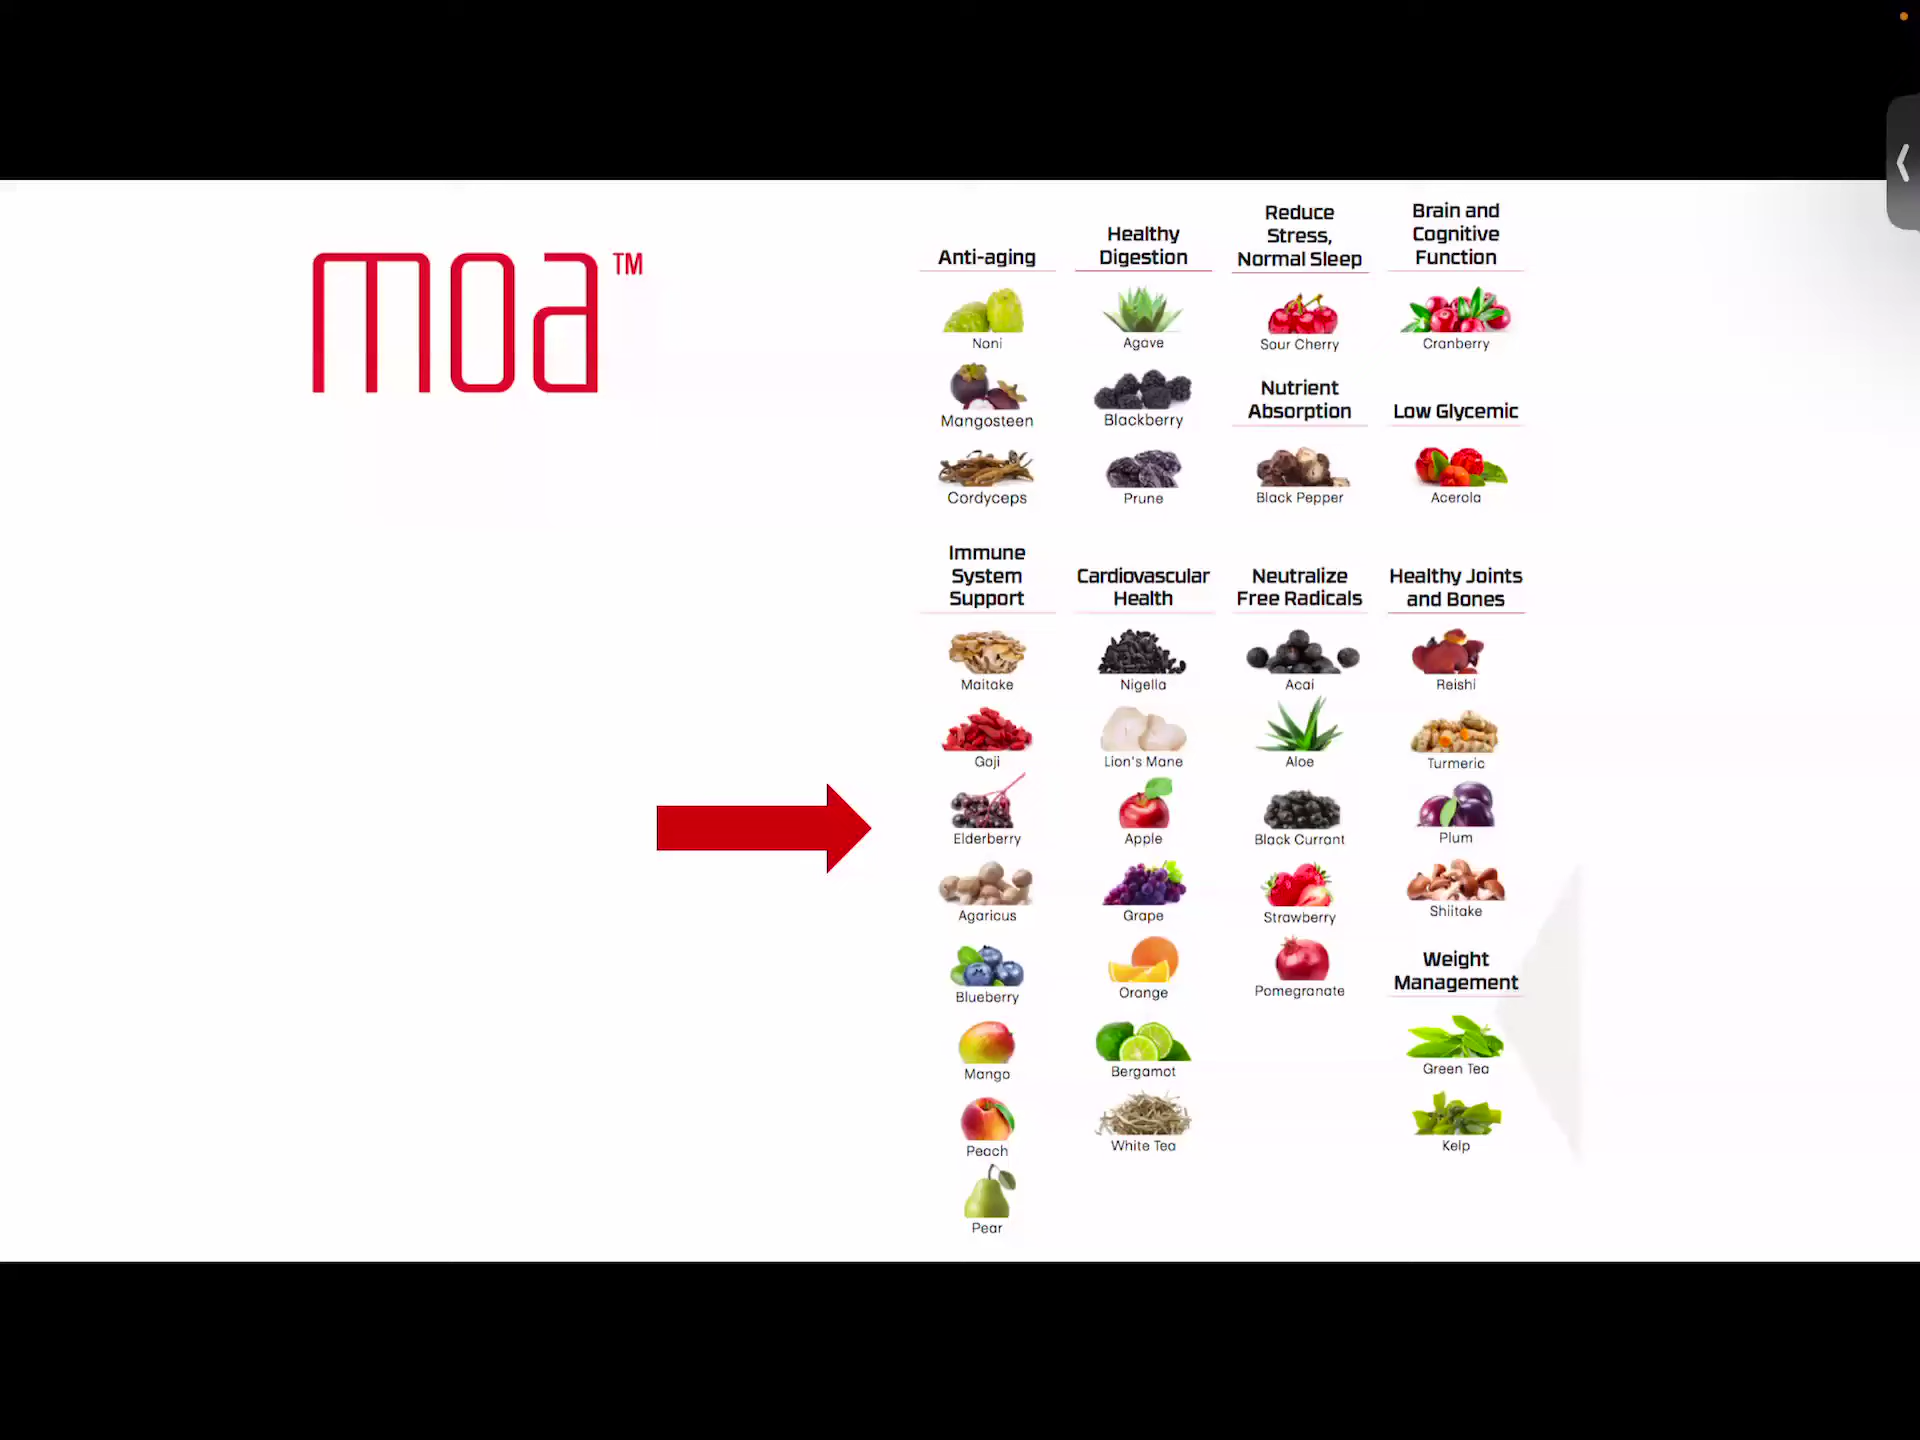 moa™
Anti-aging
Noni
Mangosteen
Cordyceps
Healthy
Digestion
Agave
Blackberry
Prune
Reduce
Stress,
Normal Sleep
Sour Cherry
Nutrient
Absorption
Black Pepper
Brain and
Cognitive
Function
Cranberry
Low Glycemic
Acerola
Immune
System
Support
Maitake
Goji
Elderberry
Agaricus
Blueberry
Mango
Peach
Pear
Cardiovascular
Health
Nigella
Lion's Mane
Apple
Grape
Orange
Bergamot
White Tea
Neutralize
Free Radicals
Acai
Aloe
Black Currant
Strawberry
Pomegranate
Healthy Joints
and Bones
Reishi
Turmeric
Plum
Shiitake
Weight
Management
Green Tea
Kelp